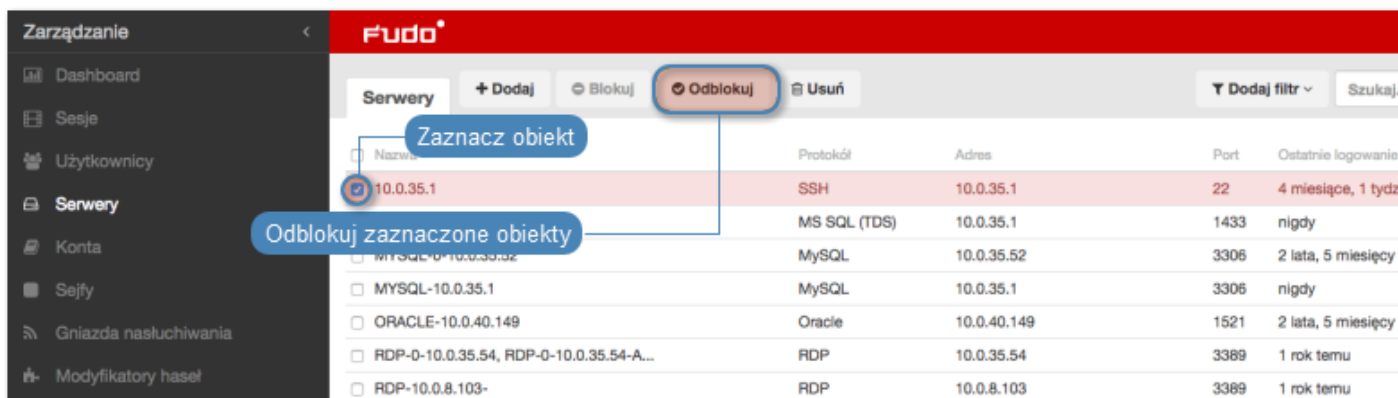 Zarządzanie
Dashboard
Sesje
Użytkownicy
Serwery
Konta
Sejfy
Gniazda nasłuchiwania
Modyfikatory haseł
Fudo
Serwery + Dodaj Blokuj Odblokuj Usuń Dodaj filtr Szukaj.
Zaznacz obiekt
Protokół Adres Port Ostatnie logowanie
10.0.35.1 SSH 10.0.35.1 22 4 miesiące, 1 tydz
MS SQL (TDS) 10.0.35.1 1433 nigdy
Odblokuj zaznaczone obiekty
MYSQL-0-10.0.35.52 MySQL 10.0.35.52 3306 2 lata, 5 miesięcy
MYSQL-10.0.35.1 MySQL 10.0.35.1 3306 nigdy
ORACLE-10.0.40.149 Oracle 10.0.40.149 1521 2 lata, 5 miesięcy
RDP-0-10.0.35.54, RDP-0-10.0.35.54-A... RDP 10.0.35.54 3389 1 rok temu
RDP-10.0.8.103- RDP 10.0.8.103 3389 1 rok temu